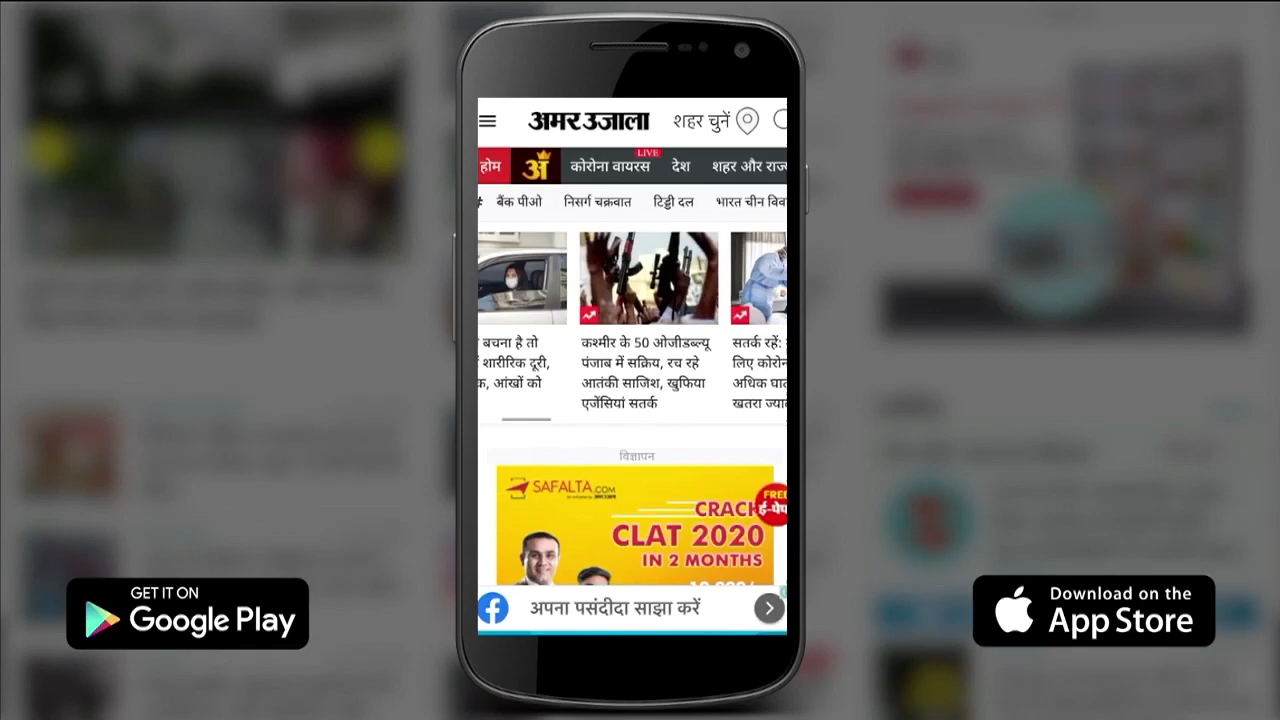 अमर उजाला
शहर चुनें
LIVE
होम
अ
कोरोना वायरस
देश
शहर और राज्
#
बैंक पीओ
निसर्ग चक्रवात
टिड्डी दल
भारत चीन विवा
बचना है तो
शारीरिक दूरी,
क, आंखों को
कश्मीर के 50 ओजीडब्ल्यू
पंजाब में सक्रिय, रच रहे
आतंकी साजिश, खुफिया
एजेंसियां सतर्क
सतर्क रहें:
लिए कोरोन
अधिक घात
खतरा ज्या
विज्ञापन
SAFALTA.COM
CRACK
CLAT 2020
IN 2 MONTHS
FREE
ई-पेप
अपना पसंदीदा साझा करें
GET IT ON
Google Play
Download on the
App Store